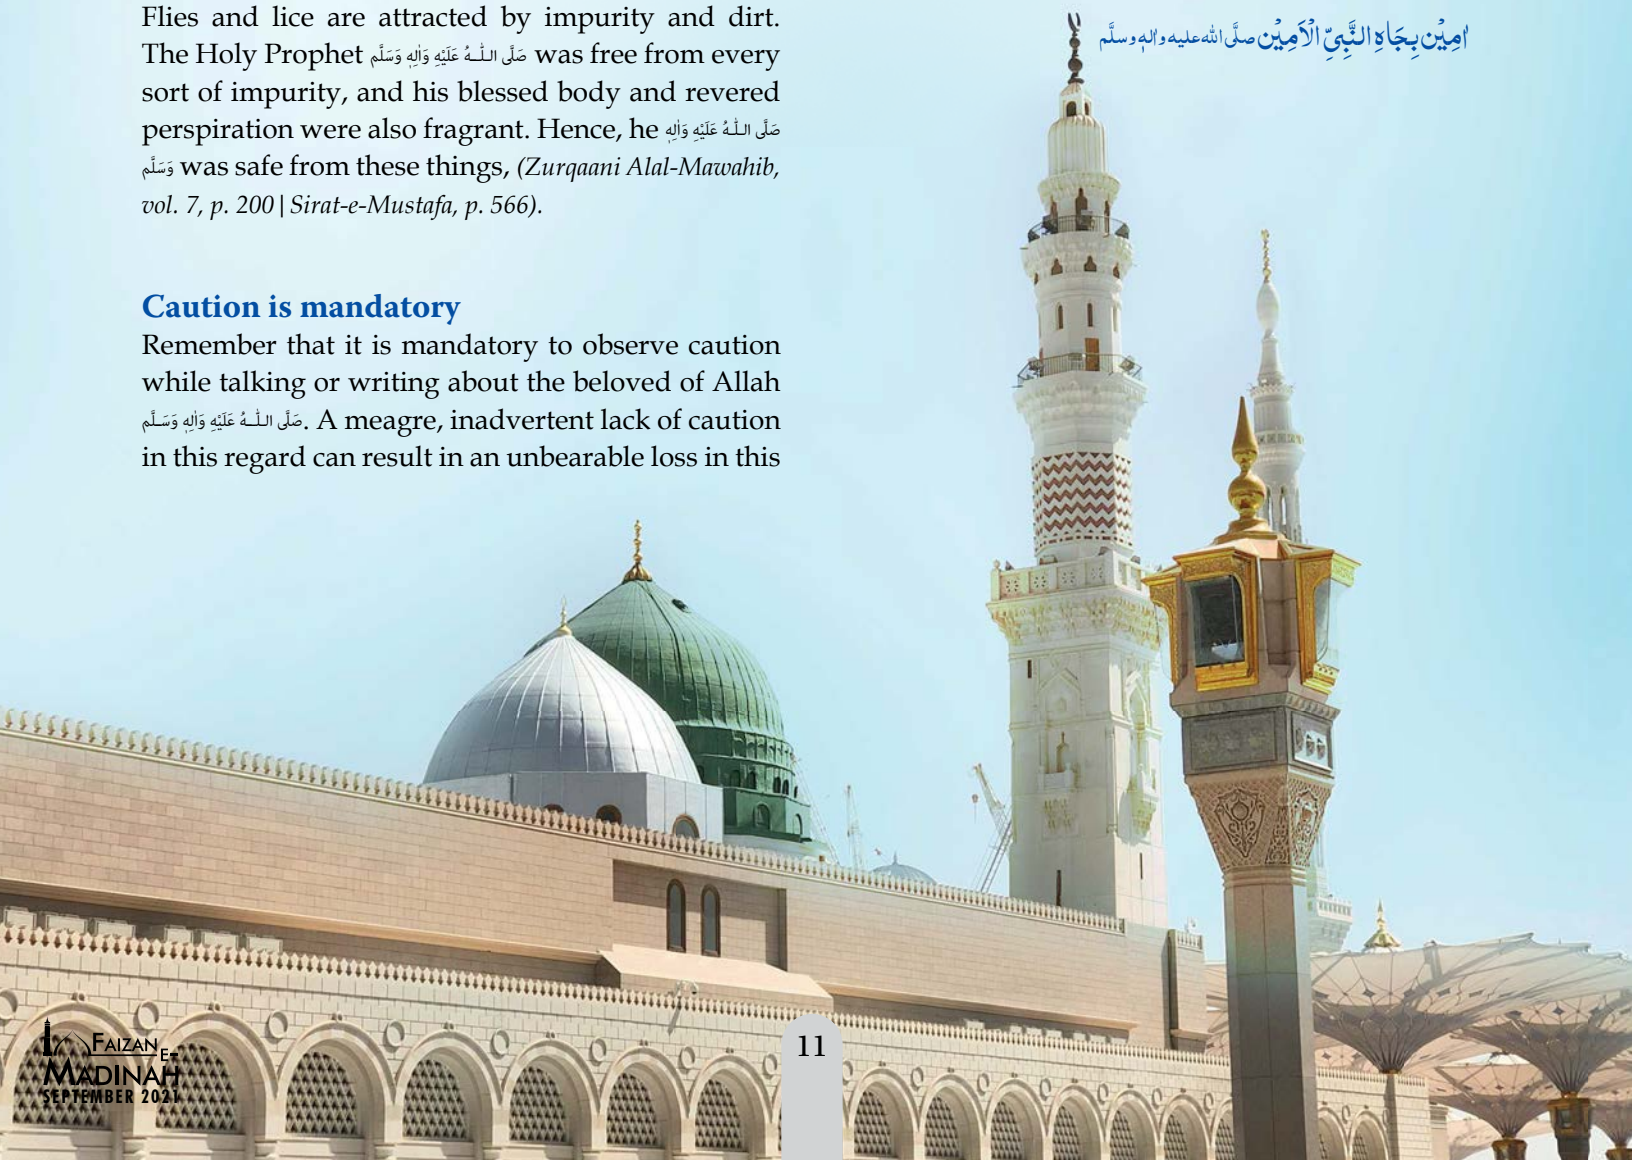 Flies and lice are attracted by impurity and dirt.
The Holy Prophet صَلَّى اللّٰهُ عَلَيْهِ وَاٰلِهٖ وَسَلَّم was free from every
sort of impurity, and his blessed body and revered
perspiration were also fragrant. Hence, he صَلَّى اللّٰهُ عَلَيْهِ وَاٰلِهٖ
وَسَلَّم was safe from these things, (Zurqaani Alal-Mawahib,
vol. 7, p. 200 | Sirat-e-Mustafa, p. 566).
Caution is mandatory
Remember that it is mandatory to observe caution
while talking or writing about the beloved of Allah
صَلَّى اللّٰهُ عَلَيْهِ وَاٰلِهٖ وَسَلَّم. A meagre, inadvertent lack of caution
in this regard can result in an unbearable loss in this
اٰمِيْن بِجَاهِ النَّبِيِّ الْاَمِيْن صلَّى الله عليه واٰلهٖ وسلَّم
FAIZAN
E-
MADINAH
SEPTEMBER 2021
11